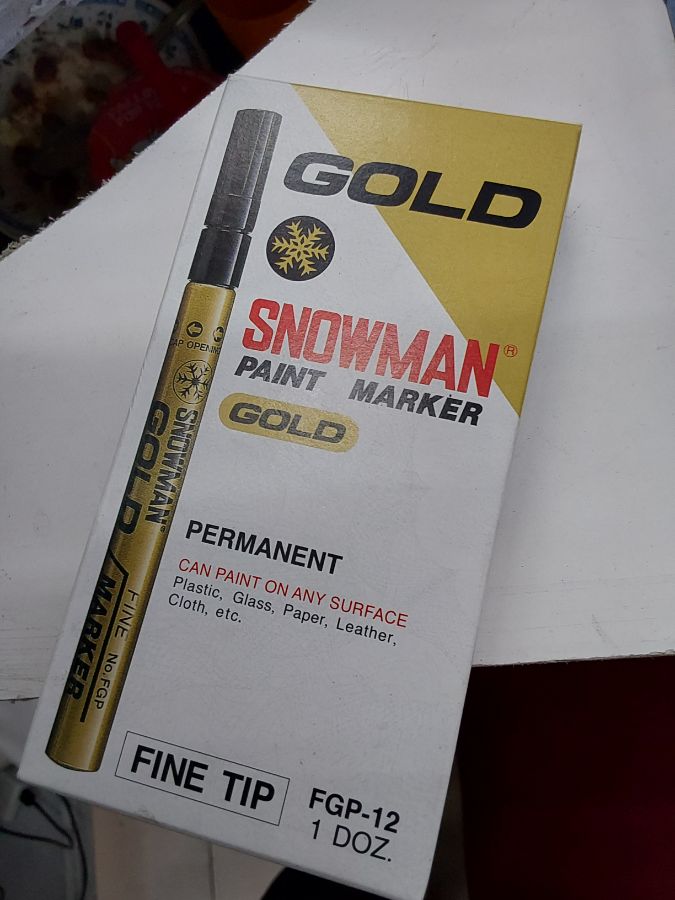 GOLD
SNOWMAN®
PAINT MARKER
GOLD
PERMANENT
CAN PAINT ON ANY SURFACE
Plastic, Glass, Paper, Leather,
Cloth, etc.
FINE TIP
FGP-12
1 DOZ.
CAP OPENING
SNOWMAN®
GOLD
MARKER
FINE No.FGP